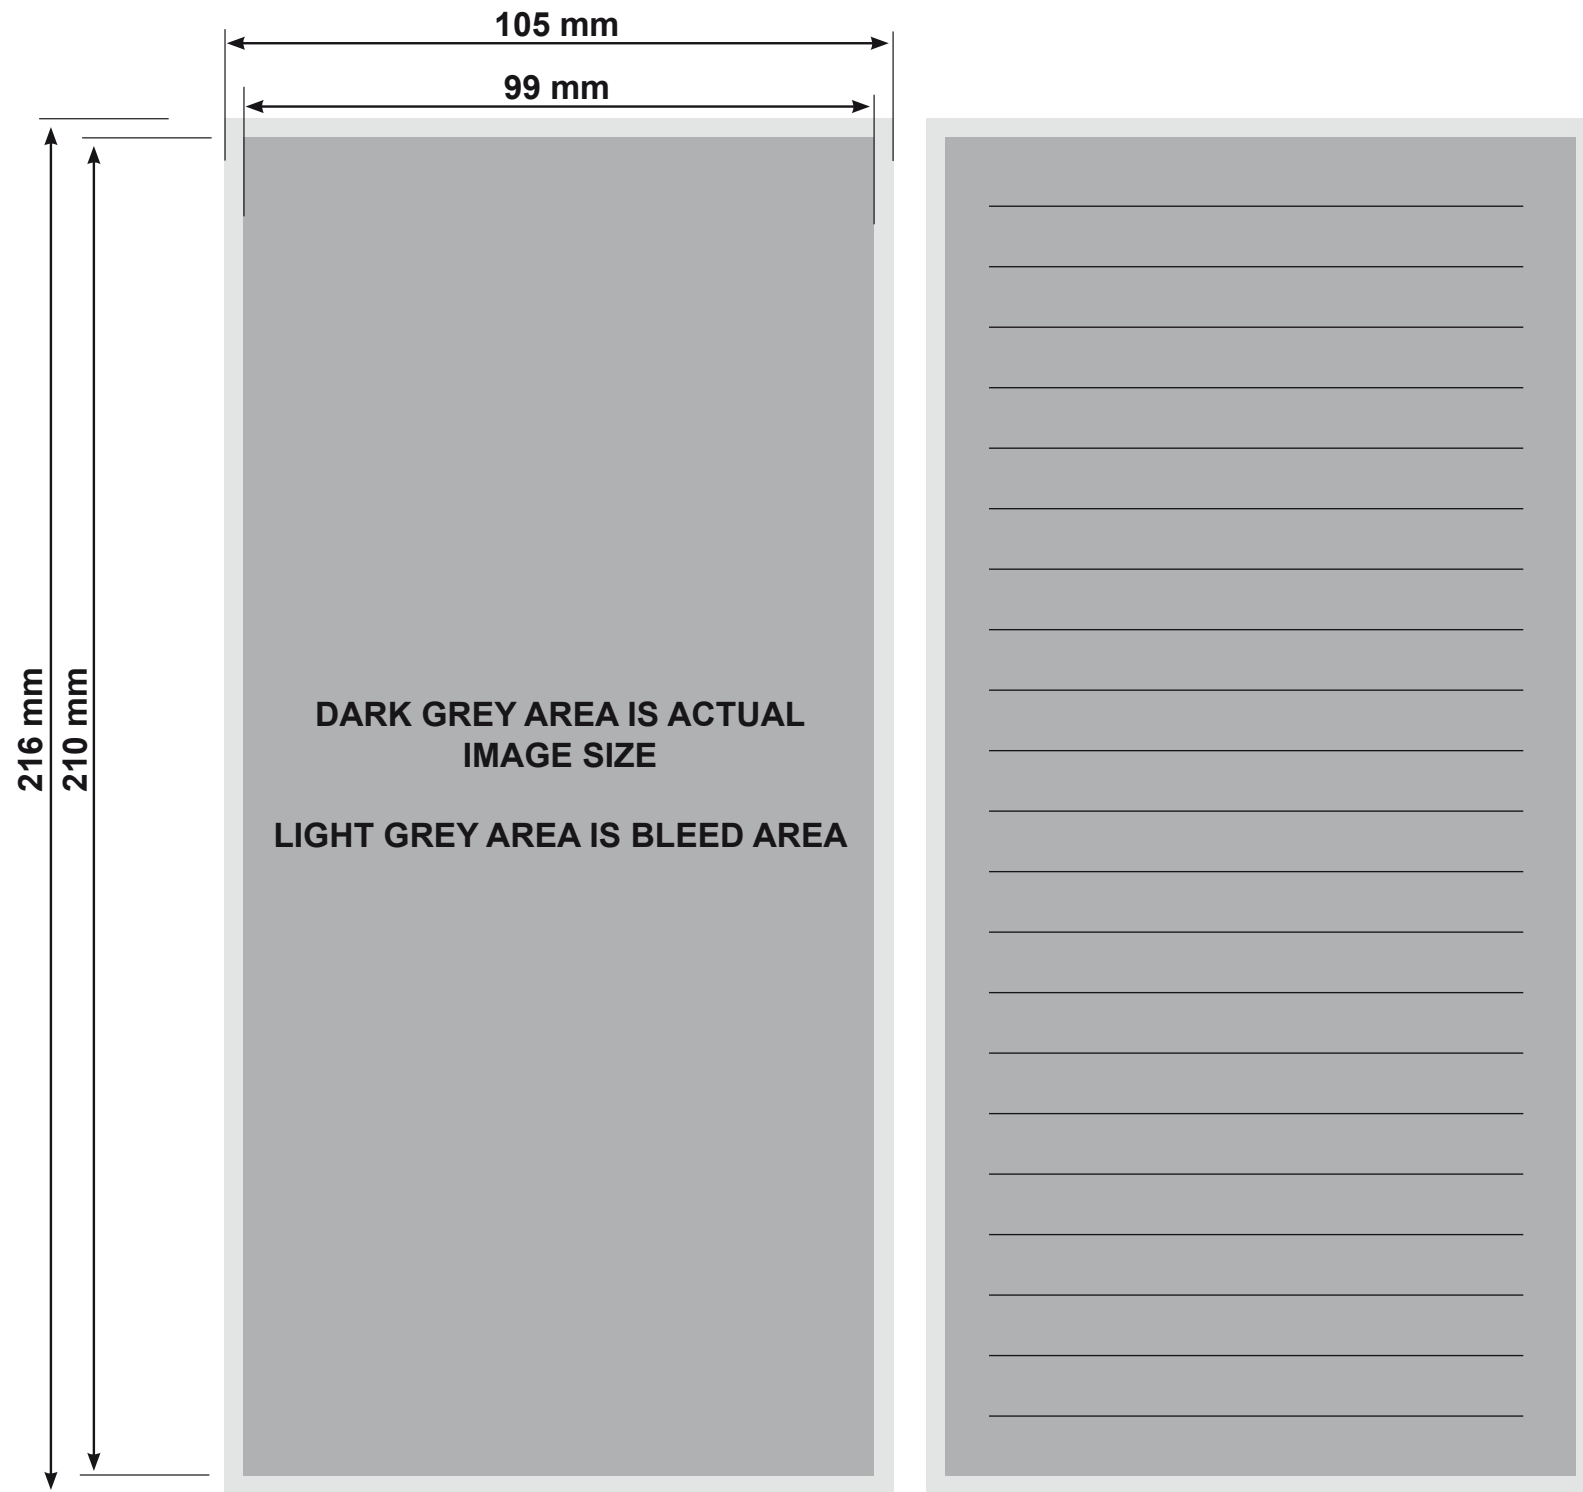 105 mm
99 mm
216 mm
210 mm
DARK GREY AREA IS ACTUAL
IMAGE SIZE
LIGHT GREY AREA IS BLEED AREA